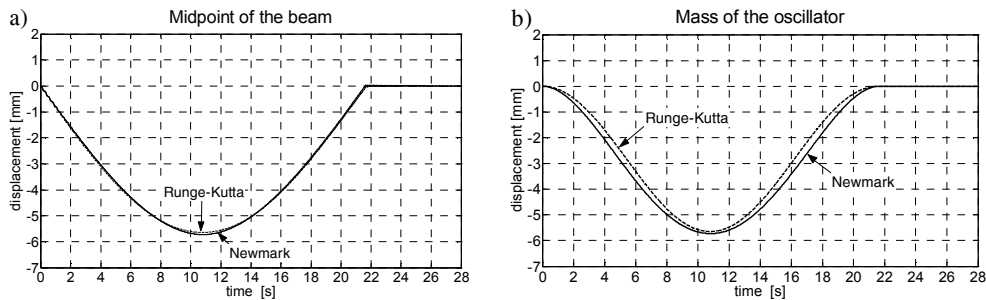 a)
Midpoint of the beam
2
1
0
-1
-2
-3
-4
-5
-6
-7
displacement [mm]
Runge-Kutta
Newmark
0 2 4 6 8 10 12 14 16 18 20 22 24 26 28
time [s]
b)
Mass of the oscillator
2
1
0
-1
-2
-3
-4
-5
-6
-7
displacement [mm]
Runge-Kutta
Newmark
0 2 4 6 8 10 12 14 16 18 20 22 24 26 28
time [s]